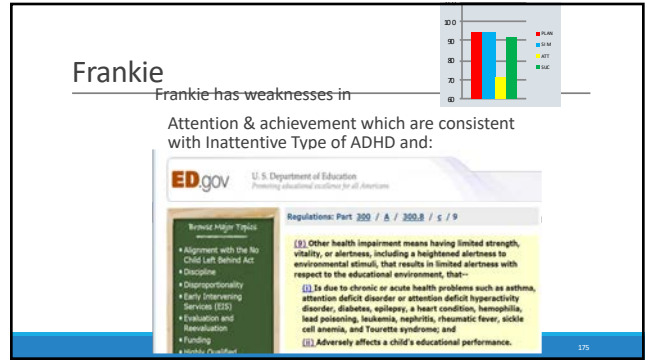 100
90
80
70
60
PLAN
SIM
ATT
SUC
Frankie
Frankie has weaknesses in
Attention & achievement which are consistent
with Inattentive Type of ADHD and:
ED.gov
U. S. Department of Education
Promoting educational excellence for all Americans
Browse Major Topics
• Alignment with the No
Child Left Behind Act
• Discipline
• Disproportionality
• Early Intervening
Services (EIS)
• Evaluation and
Reevaluation
• Funding
• Highly Qualified
Regulations: Part 300 / A / 300.8 / c / 9
(9) Other health impairment means having limited strength,
vitality, or alertness, including a heightened alertness to
environmental stimuli, that results in limited alertness with
respect to the educational environment, that--
(i) Is due to chronic or acute health problems such as asthma,
attention deficit disorder or attention deficit hyperactivity
disorder, diabetes, epilepsy, a heart condition, hemophilia,
lead poisoning, leukemia, nephritis, rheumatic fever, sickle
cell anemia, and Tourette syndrome; and
(ii) Adversely affects a child's educational performance.
175